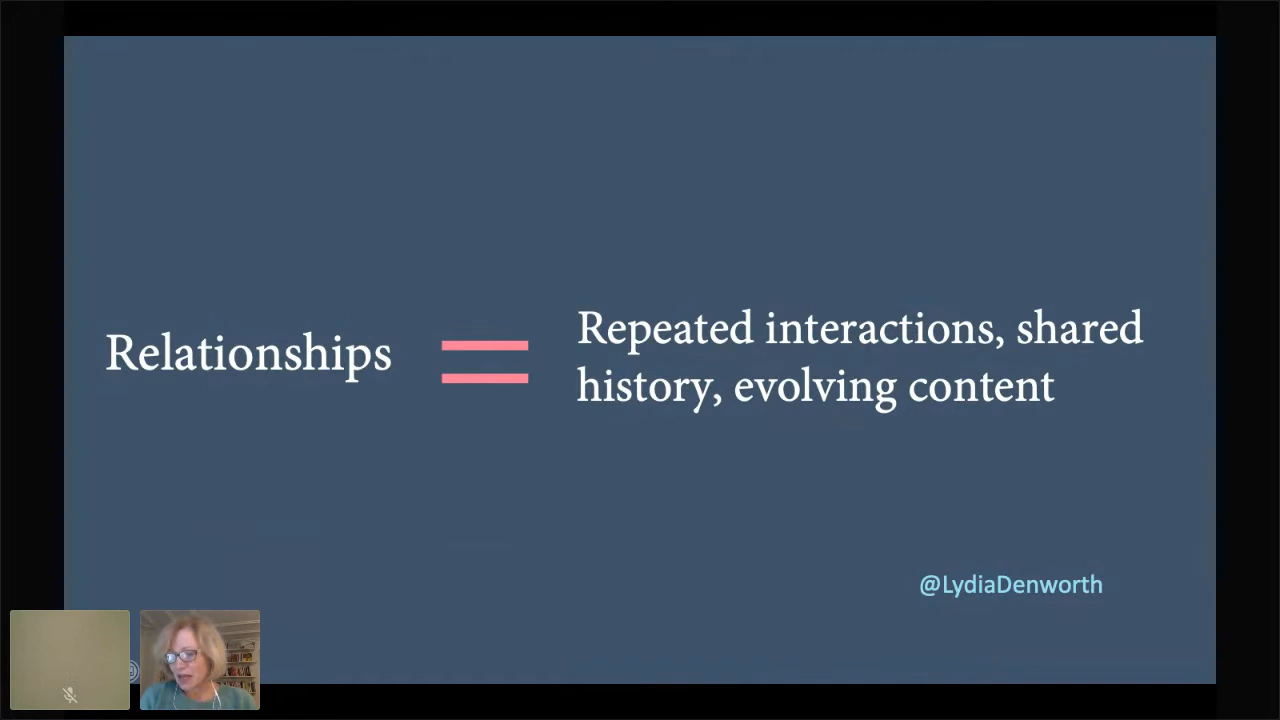 Relationships
Repeated interactions, shared
history, evolving content
@LydiaDenworth